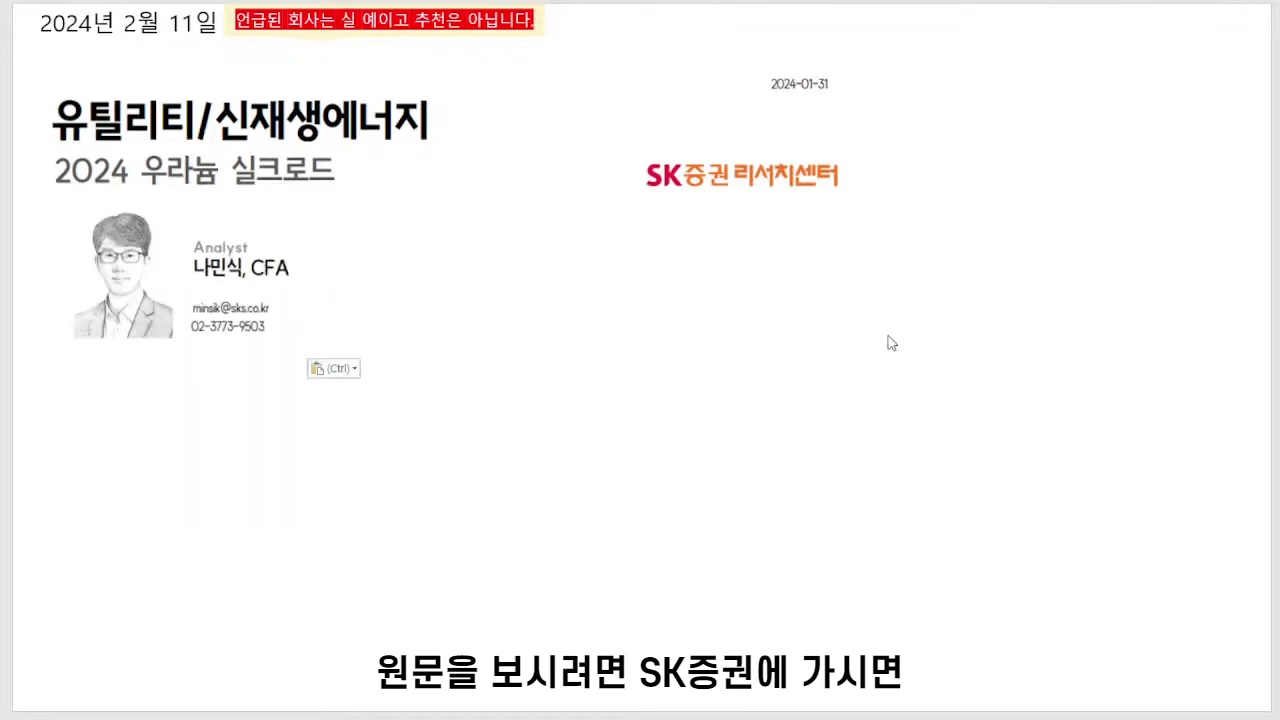 2024년 2월 11일
언급된 회사는 실 예이고 추천은 아닙니다.
2024-01-31
유틸리티/신재생에너지
2024 우라늄 실크로드
SK증권 리서치센터
Analyst
나민식, CFA
minsik@sks.co.kr
02-3773-9503
(Ctrl)
원문을 보시려면 SK증권에 가시면